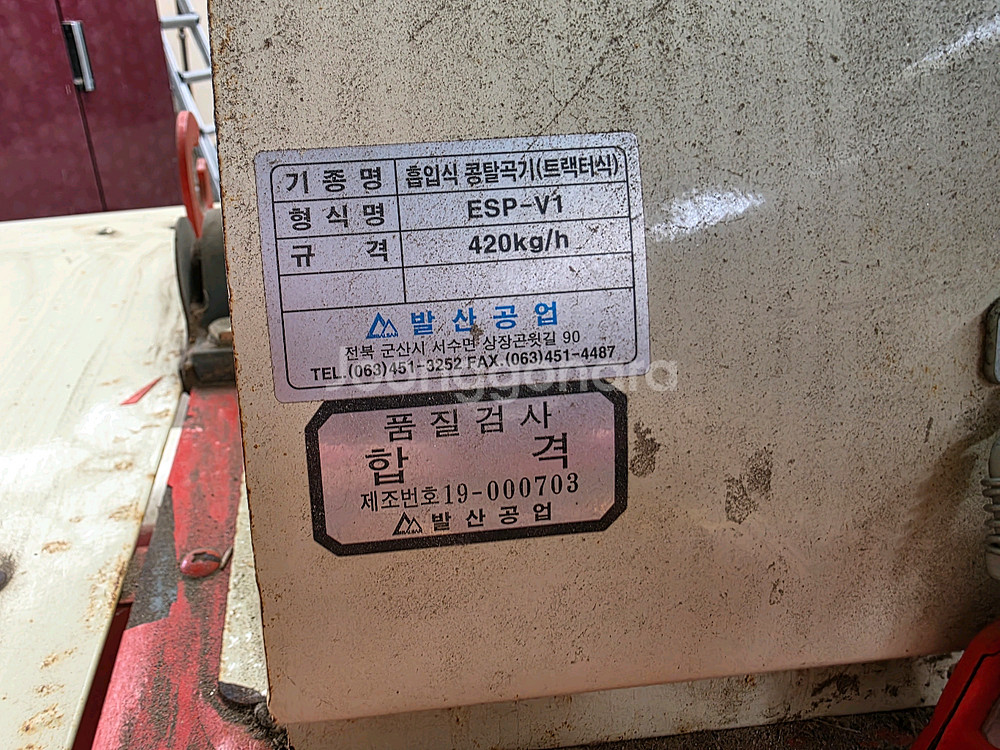 기종명 흡입식 콩탈곡기(트랙터식)
형식명 ESP-V1
규격 420kg/h
발산공업
전북 군산시 서수면 상장곤윗길 90
TEL.(063)451-3252 FAX.(063)451-4487
Joonggonara
품질검사
합격
제조번호 19-000703
발산공업